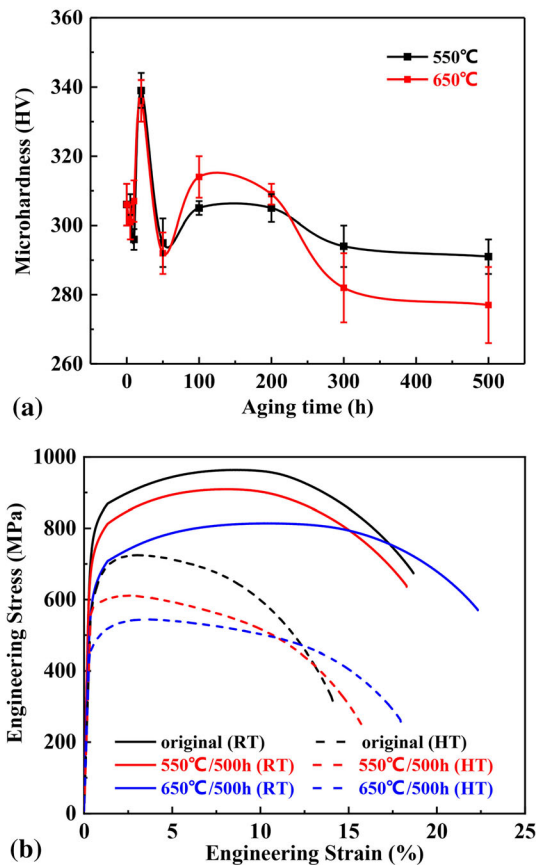 360
340
320
300
280
260
Microhardness (HV)
550℃
650℃
0 100 200 300 400 500
Aging time (h)
(a)
1000
800
600
400
200
0
Engineering Stress (MPa)
original (RT) original (HT)
550℃/500h (RT) 550℃/500h (HT)
650℃/500h (RT) 650℃/500h (HT)
0 5 10 15 20 25
Engineering Strain (%)
(b)